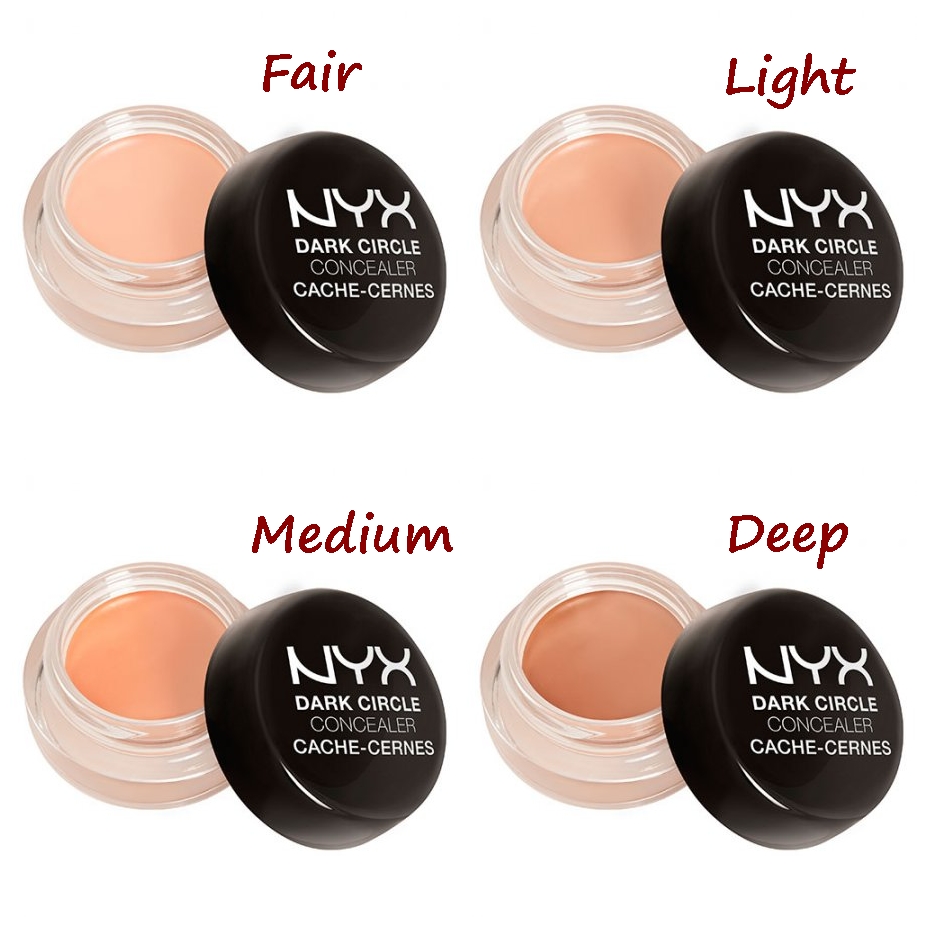 Fair
NYX
DARK CIRCLE
CONCEALER
CACHE-CERNES
Light
NYX
DARK CIRCLE
CONCEALER
CACHE-CERNES
Medium
NYX
DARK CIRCLE
CONCEALER
CACHE-CERNES
Deep
NYX
DARK CIRCLE
CONCEALER
CACHE-CERNES